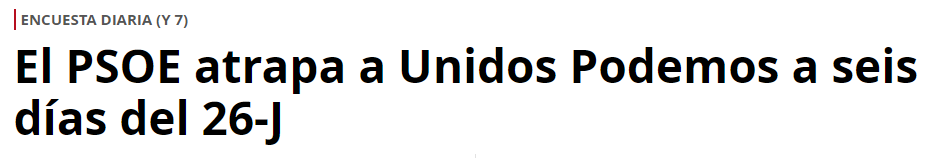 ENCUESTA DIARIA (Y 7)
El PSOE atrapa a Unidos Podemos a seis
días del 26-J